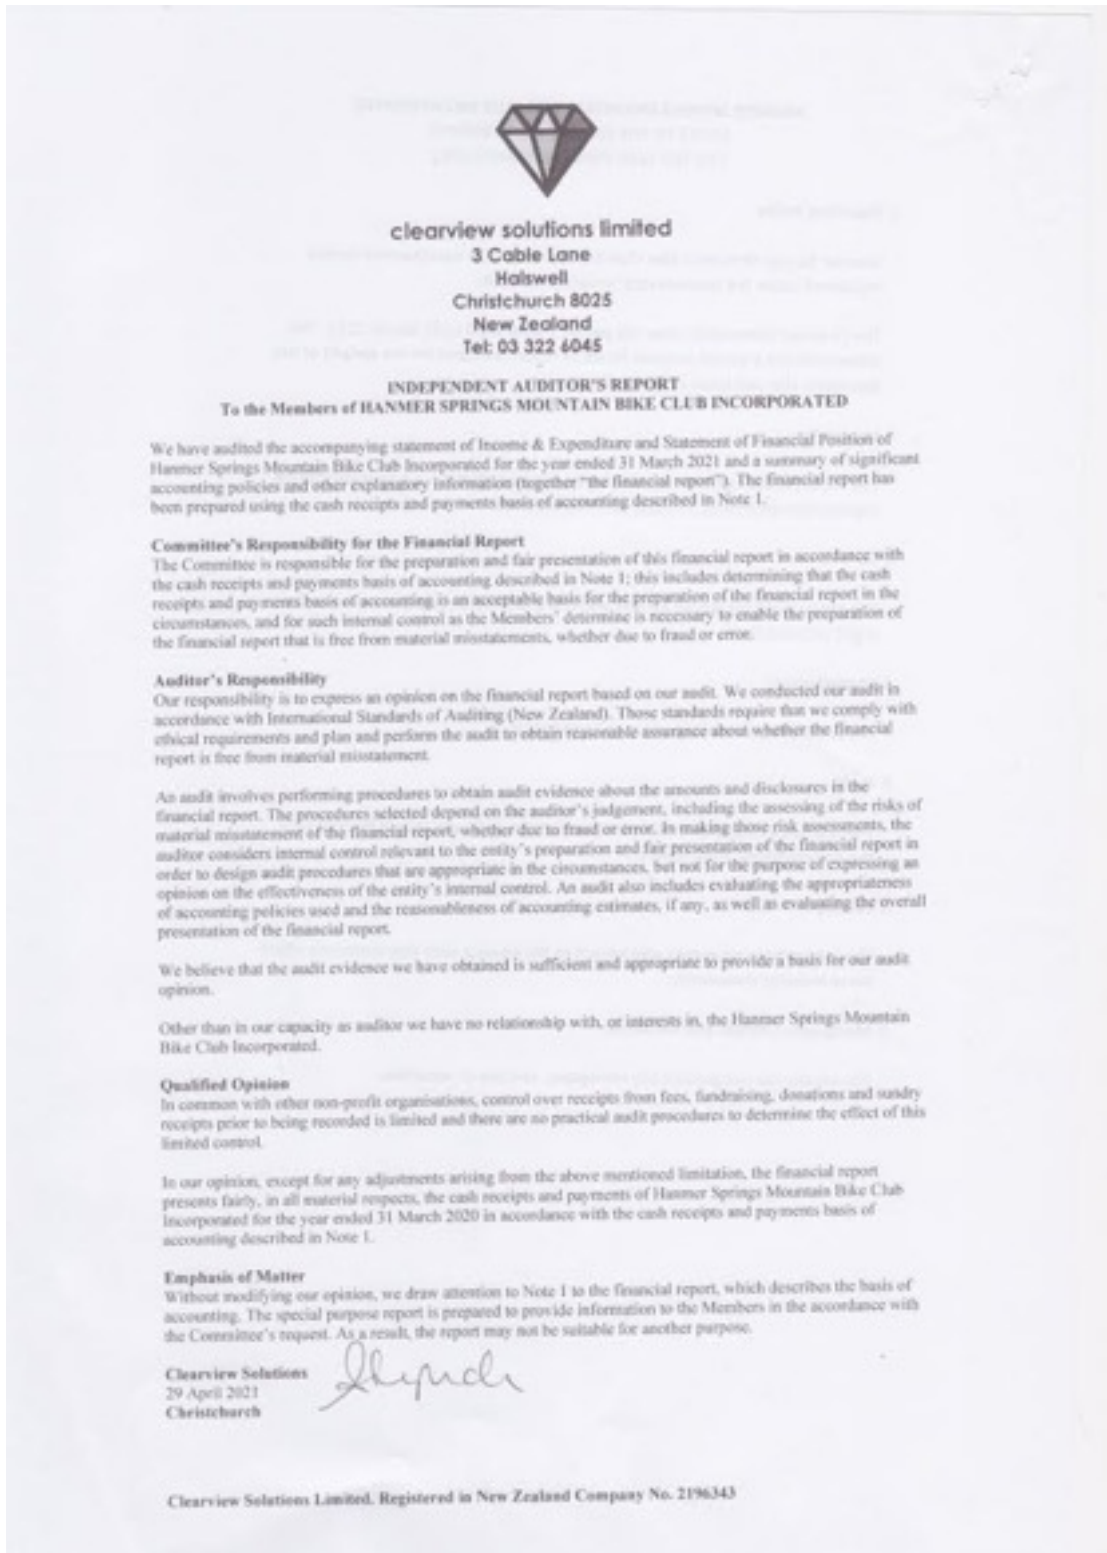 clearview solutions limited
3 Cable Lane
Halswell
Christchurch 8025
New Zealand
Tel: 03 322 6045
INDEPENDENT AUDITOR'S REPORT
To the Members of HANMER SPRINGS MOUNTAIN BIKE CLUB INCORPORATED
We have audited the accompanying statement of Income & Expenditure and Statement of Financial Position of
Hanmer Springs Mountain Bike Club Incorporated for the year ended 31 March 2021 and a summary of significant
accounting policies and other explanatory information (together "the financial report"). The financial report has
been prepared using the cash receipts and payments basis of accounting described in Note 1.
Committee's Responsibility for the Financial Report
The Committee is responsible for the preparation and fair presentation of this financial report in accordance with
the cash receipts and payments basis of accounting described in Note 1; this includes determining that the cash
receipts and payments basis of accounting is an acceptable basis for the preparation of the financial report in the
circumstances, and for such internal control as the Members' determine is necessary to enable the preparation of
the financial report that is free from material misstatements, whether due to fraud or error.
Auditor's Responsibility
Our responsibility is to express an opinion on the financial report based on our audit. We conducted our audit in
accordance with International Standards of Auditing (New Zealand). Those standards require that we comply with
ethical requirements and plan and perform the audit to obtain reasonable assurance about whether the financial
report is free from material misstatement.
An audit involves performing procedures to obtain audit evidence about the amounts and disclosures in the
financial report. The procedures selected depend on the auditor's judgement, including the assessing of the risks of
material misstatement of the financial report, whether due to fraud or error. In making those risk assessments, the
auditor considers internal control relevant to the entity's preparation and fair presentation of the financial report in
order to design audit procedures that are appropriate in the circumstances, but not for the purpose of expressing an
opinion on the effectiveness of the entity's internal control. An audit also includes evaluating the appropriateness
of accounting policies used and the reasonableness of accounting estimates, if any, as well as evaluating the overall
presentation of the financial report.
We believe that the audit evidence we have obtained is sufficient and appropriate to provide a basis for our audit
opinion.
Other than in our capacity as auditor we have no relationship with, or interests in, the Hanmer Springs Mountain
Bike Club Incorporated.
Qualified Opinion
In common with other non-profit organisations, control over receipts from fees, fundraising, donations and sundry
receipts prior to being recorded is limited and there are no practical audit procedures to determine the effect of this
limited control.
In our opinion, except for any adjustments arising from the above mentioned limitation, the financial report
presents fairly, in all material respects, the cash receipts and payments of Hanmer Springs Mountain Bike Club
Incorporated for the year ended 31 March 2020 in accordance with the cash receipts and payments basis of
accounting described in Note 1.
Emphasis of Matter
Without modifying our opinion, we draw attention to Note 1 to the financial report, which describes the basis of
accounting. The special purpose report is prepared to provide information to the Members in the accordance with
the Committee's request. As a result, the report may not be suitable for another purpose.
Clearview Solutions
29 April 2021
Christchurch
Clearview Solutions Limited. Registered in New Zealand Company No. 2196343